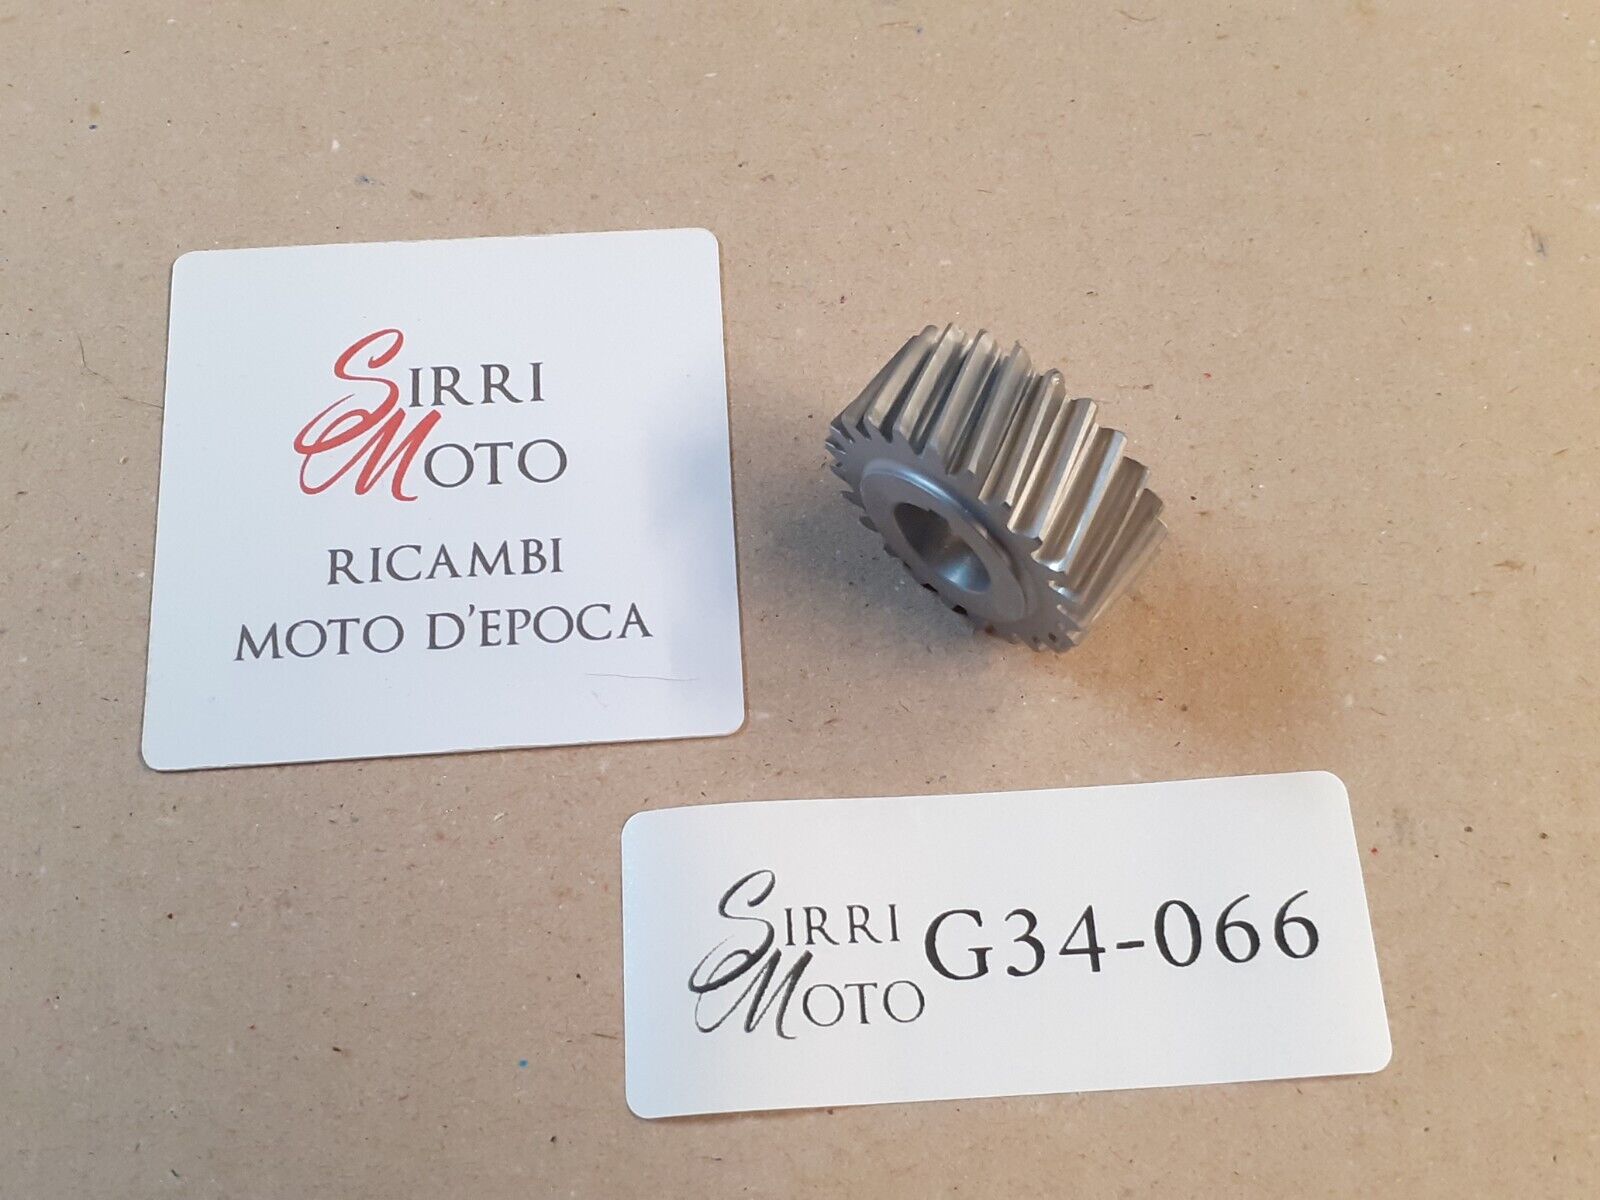 SIRRI
MOTO
RICAMBI
MOTO D'EPOCA
SIRRI
MOTO
G34-066